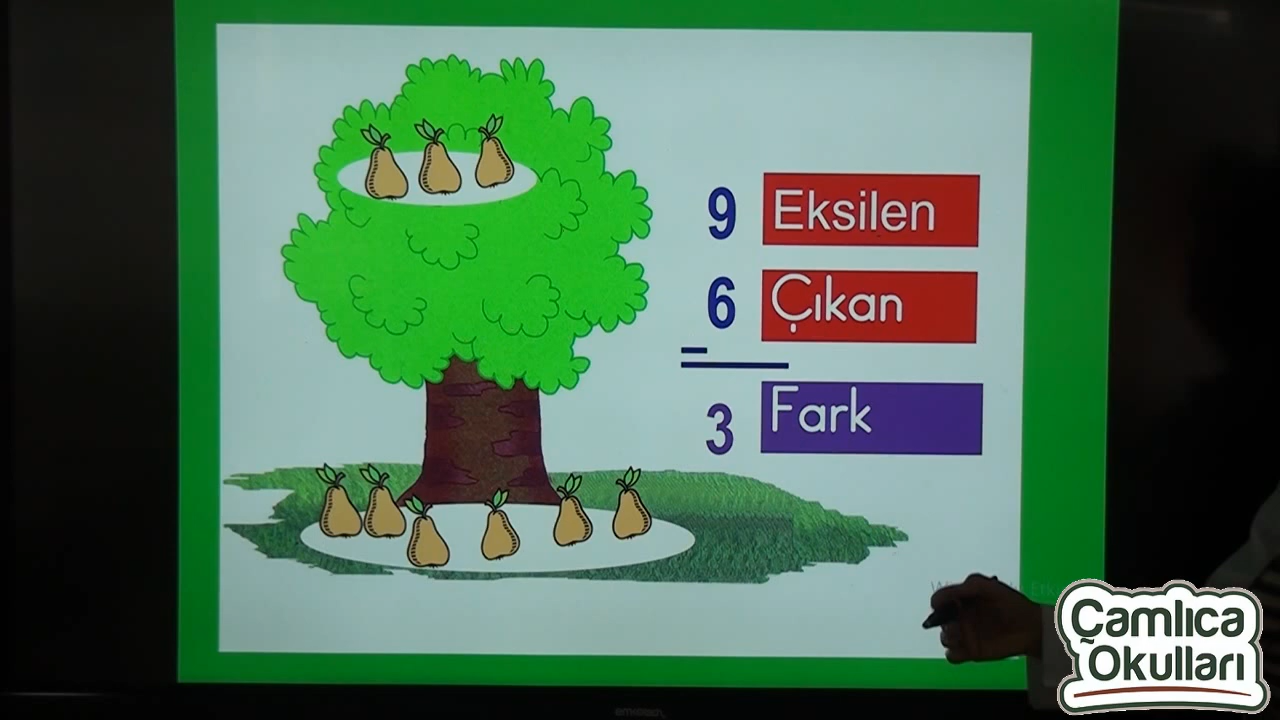 9 Eksilen
6 Çıkan
–
3 Fark
Çamlıca
Okulları